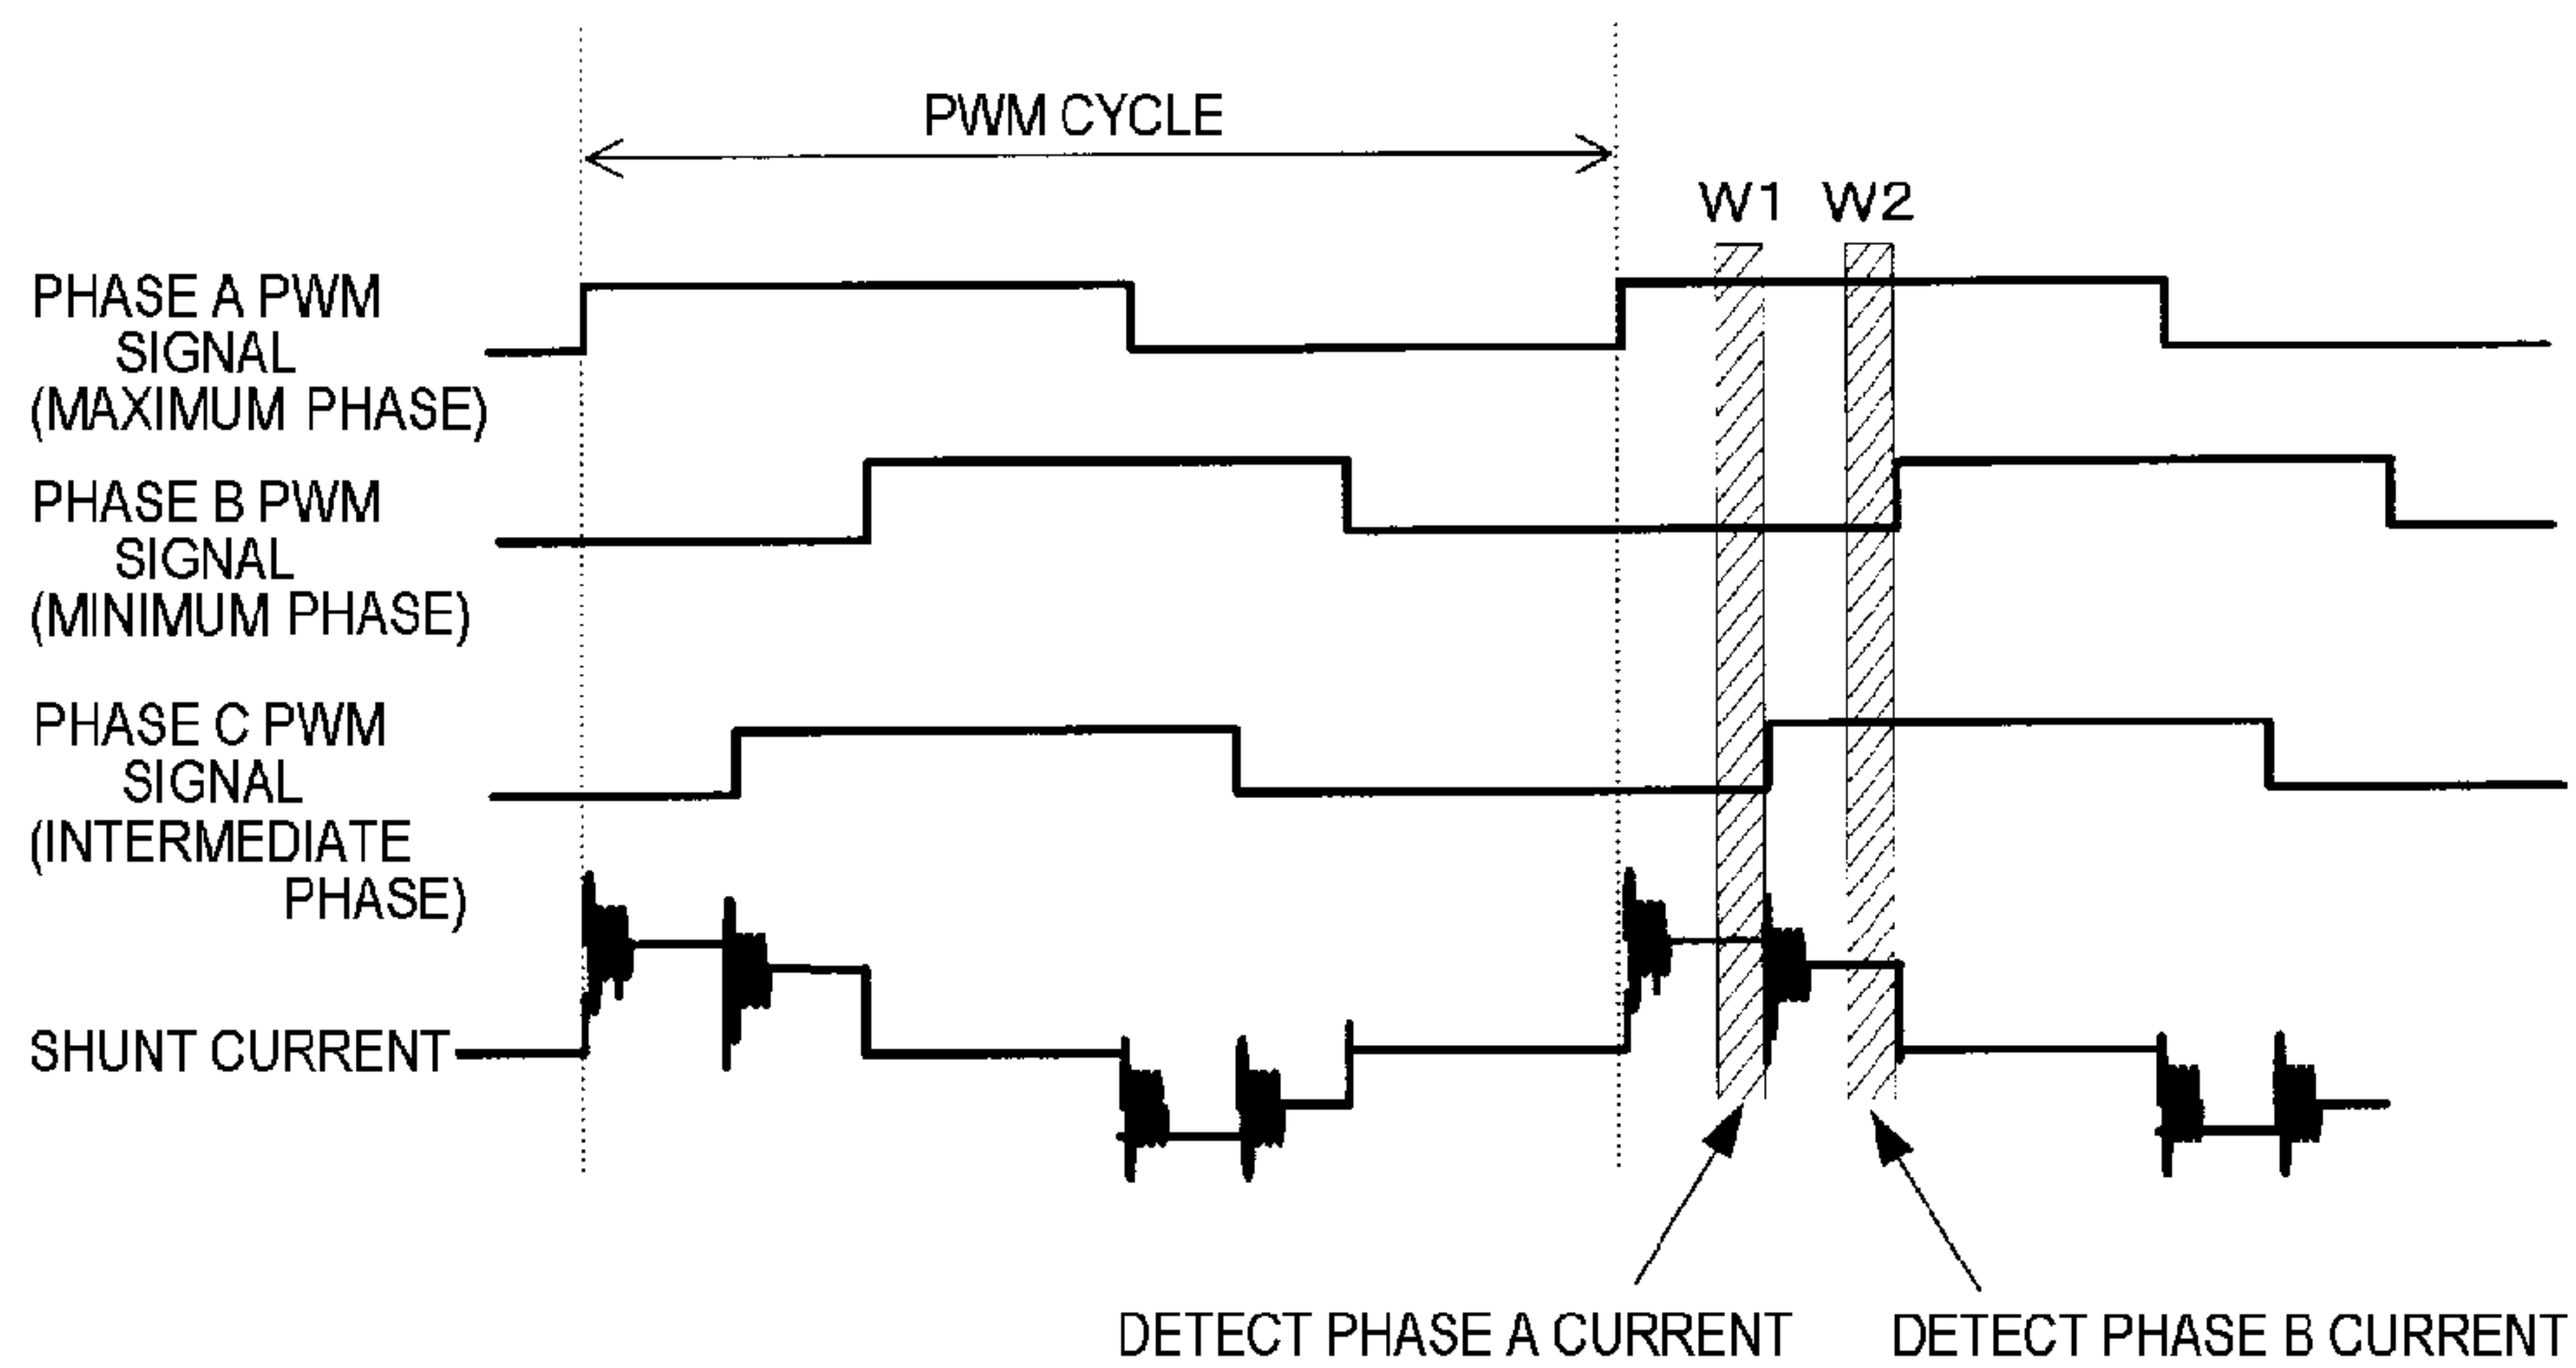 PWM CYCLE
W1 W2
PHASE A PWM
SIGNAL
(MAXIMUM PHASE)
PHASE B PWM
SIGNAL
(MINIMUM PHASE)
PHASE C PWM
SIGNAL
(INTERMEDIATE
PHASE)
SHUNT CURRENT
DETECT PHASE A CURRENT
DETECT PHASE B CURRENT